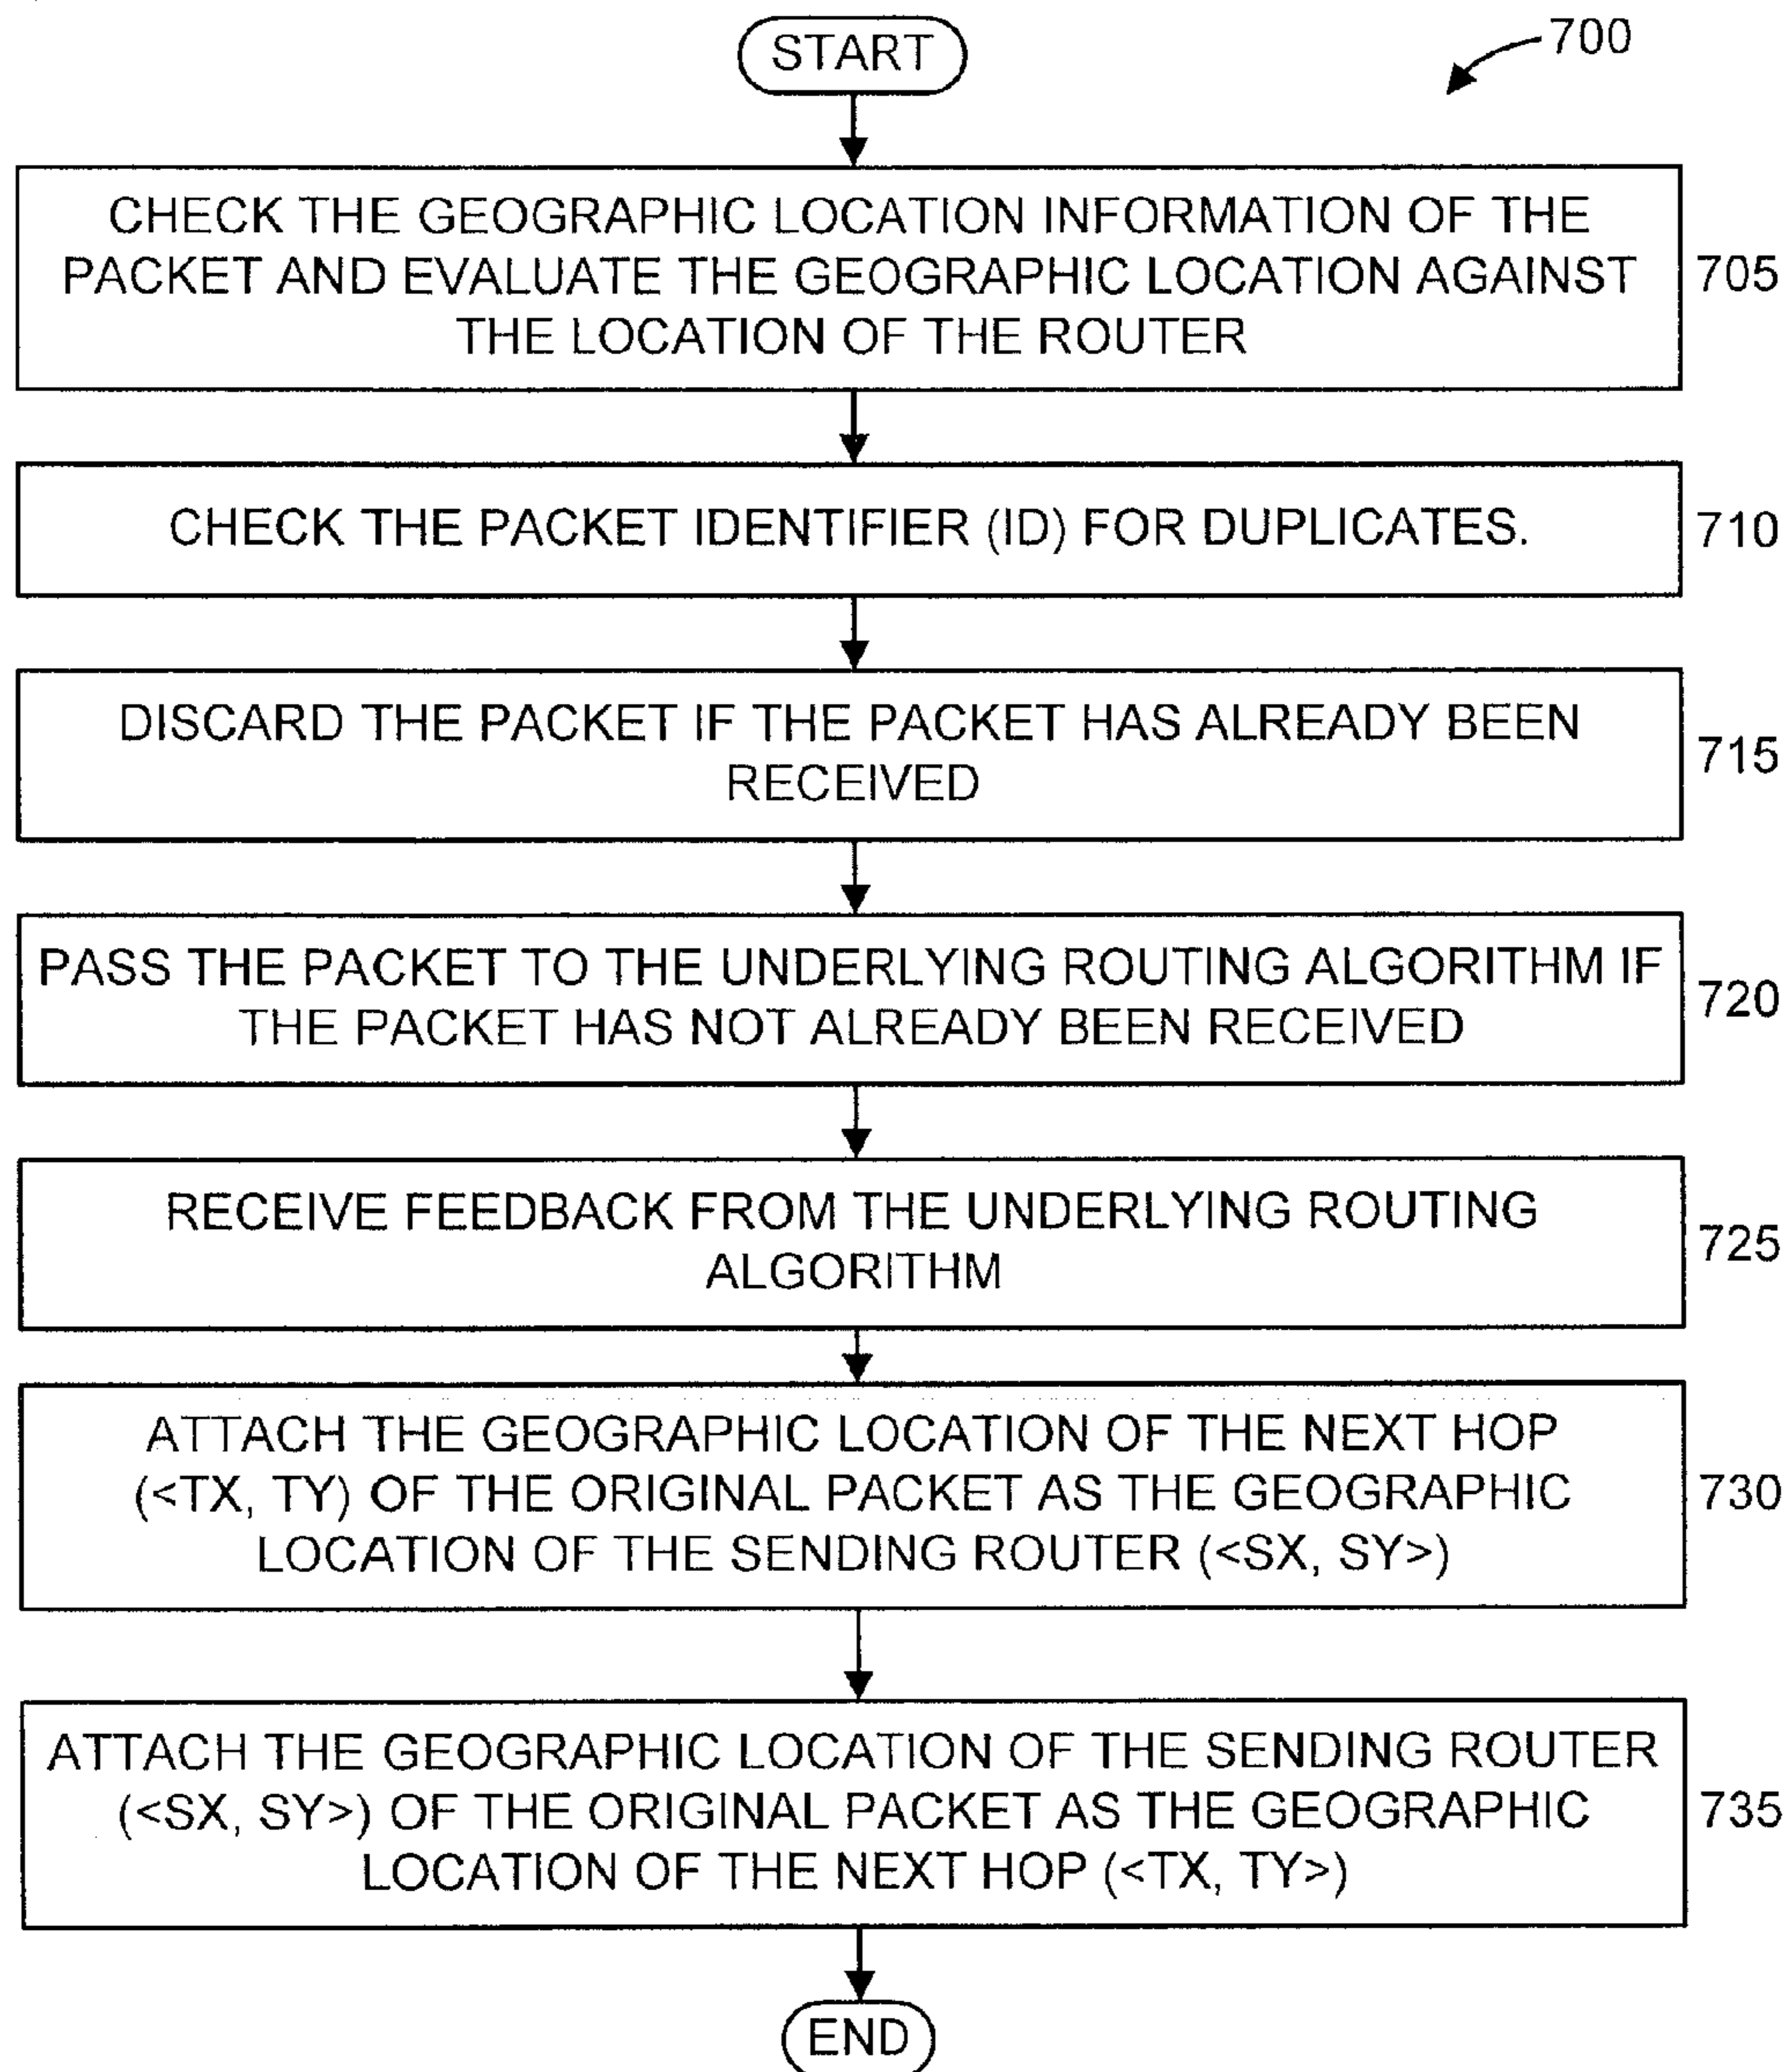 START
700
CHECK THE GEOGRAPHIC LOCATION INFORMATION OF THE
PACKET AND EVALUATE THE GEOGRAPHIC LOCATION AGAINST
THE LOCATION OF THE ROUTER
705
CHECK THE PACKET IDENTIFIER (ID) FOR DUPLICATES.
710
DISCARD THE PACKET IF THE PACKET HAS ALREADY BEEN
RECEIVED
715
PASS THE PACKET TO THE UNDERLYING ROUTING ALGORITHM IF
THE PACKET HAS NOT ALREADY BEEN RECEIVED
720
RECEIVE FEEDBACK FROM THE UNDERLYING ROUTING
ALGORITHM
725
ATTACH THE GEOGRAPHIC LOCATION OF THE NEXT HOP
(<TX, TY) OF THE ORIGINAL PACKET AS THE GEOGRAPHIC
LOCATION OF THE SENDING ROUTER (<SX, SY>)
730
ATTACH THE GEOGRAPHIC LOCATION OF THE SENDING ROUTER
(<SX, SY>) OF THE ORIGINAL PACKET AS THE GEOGRAPHIC
LOCATION OF THE NEXT HOP (<TX, TY>)
735
END